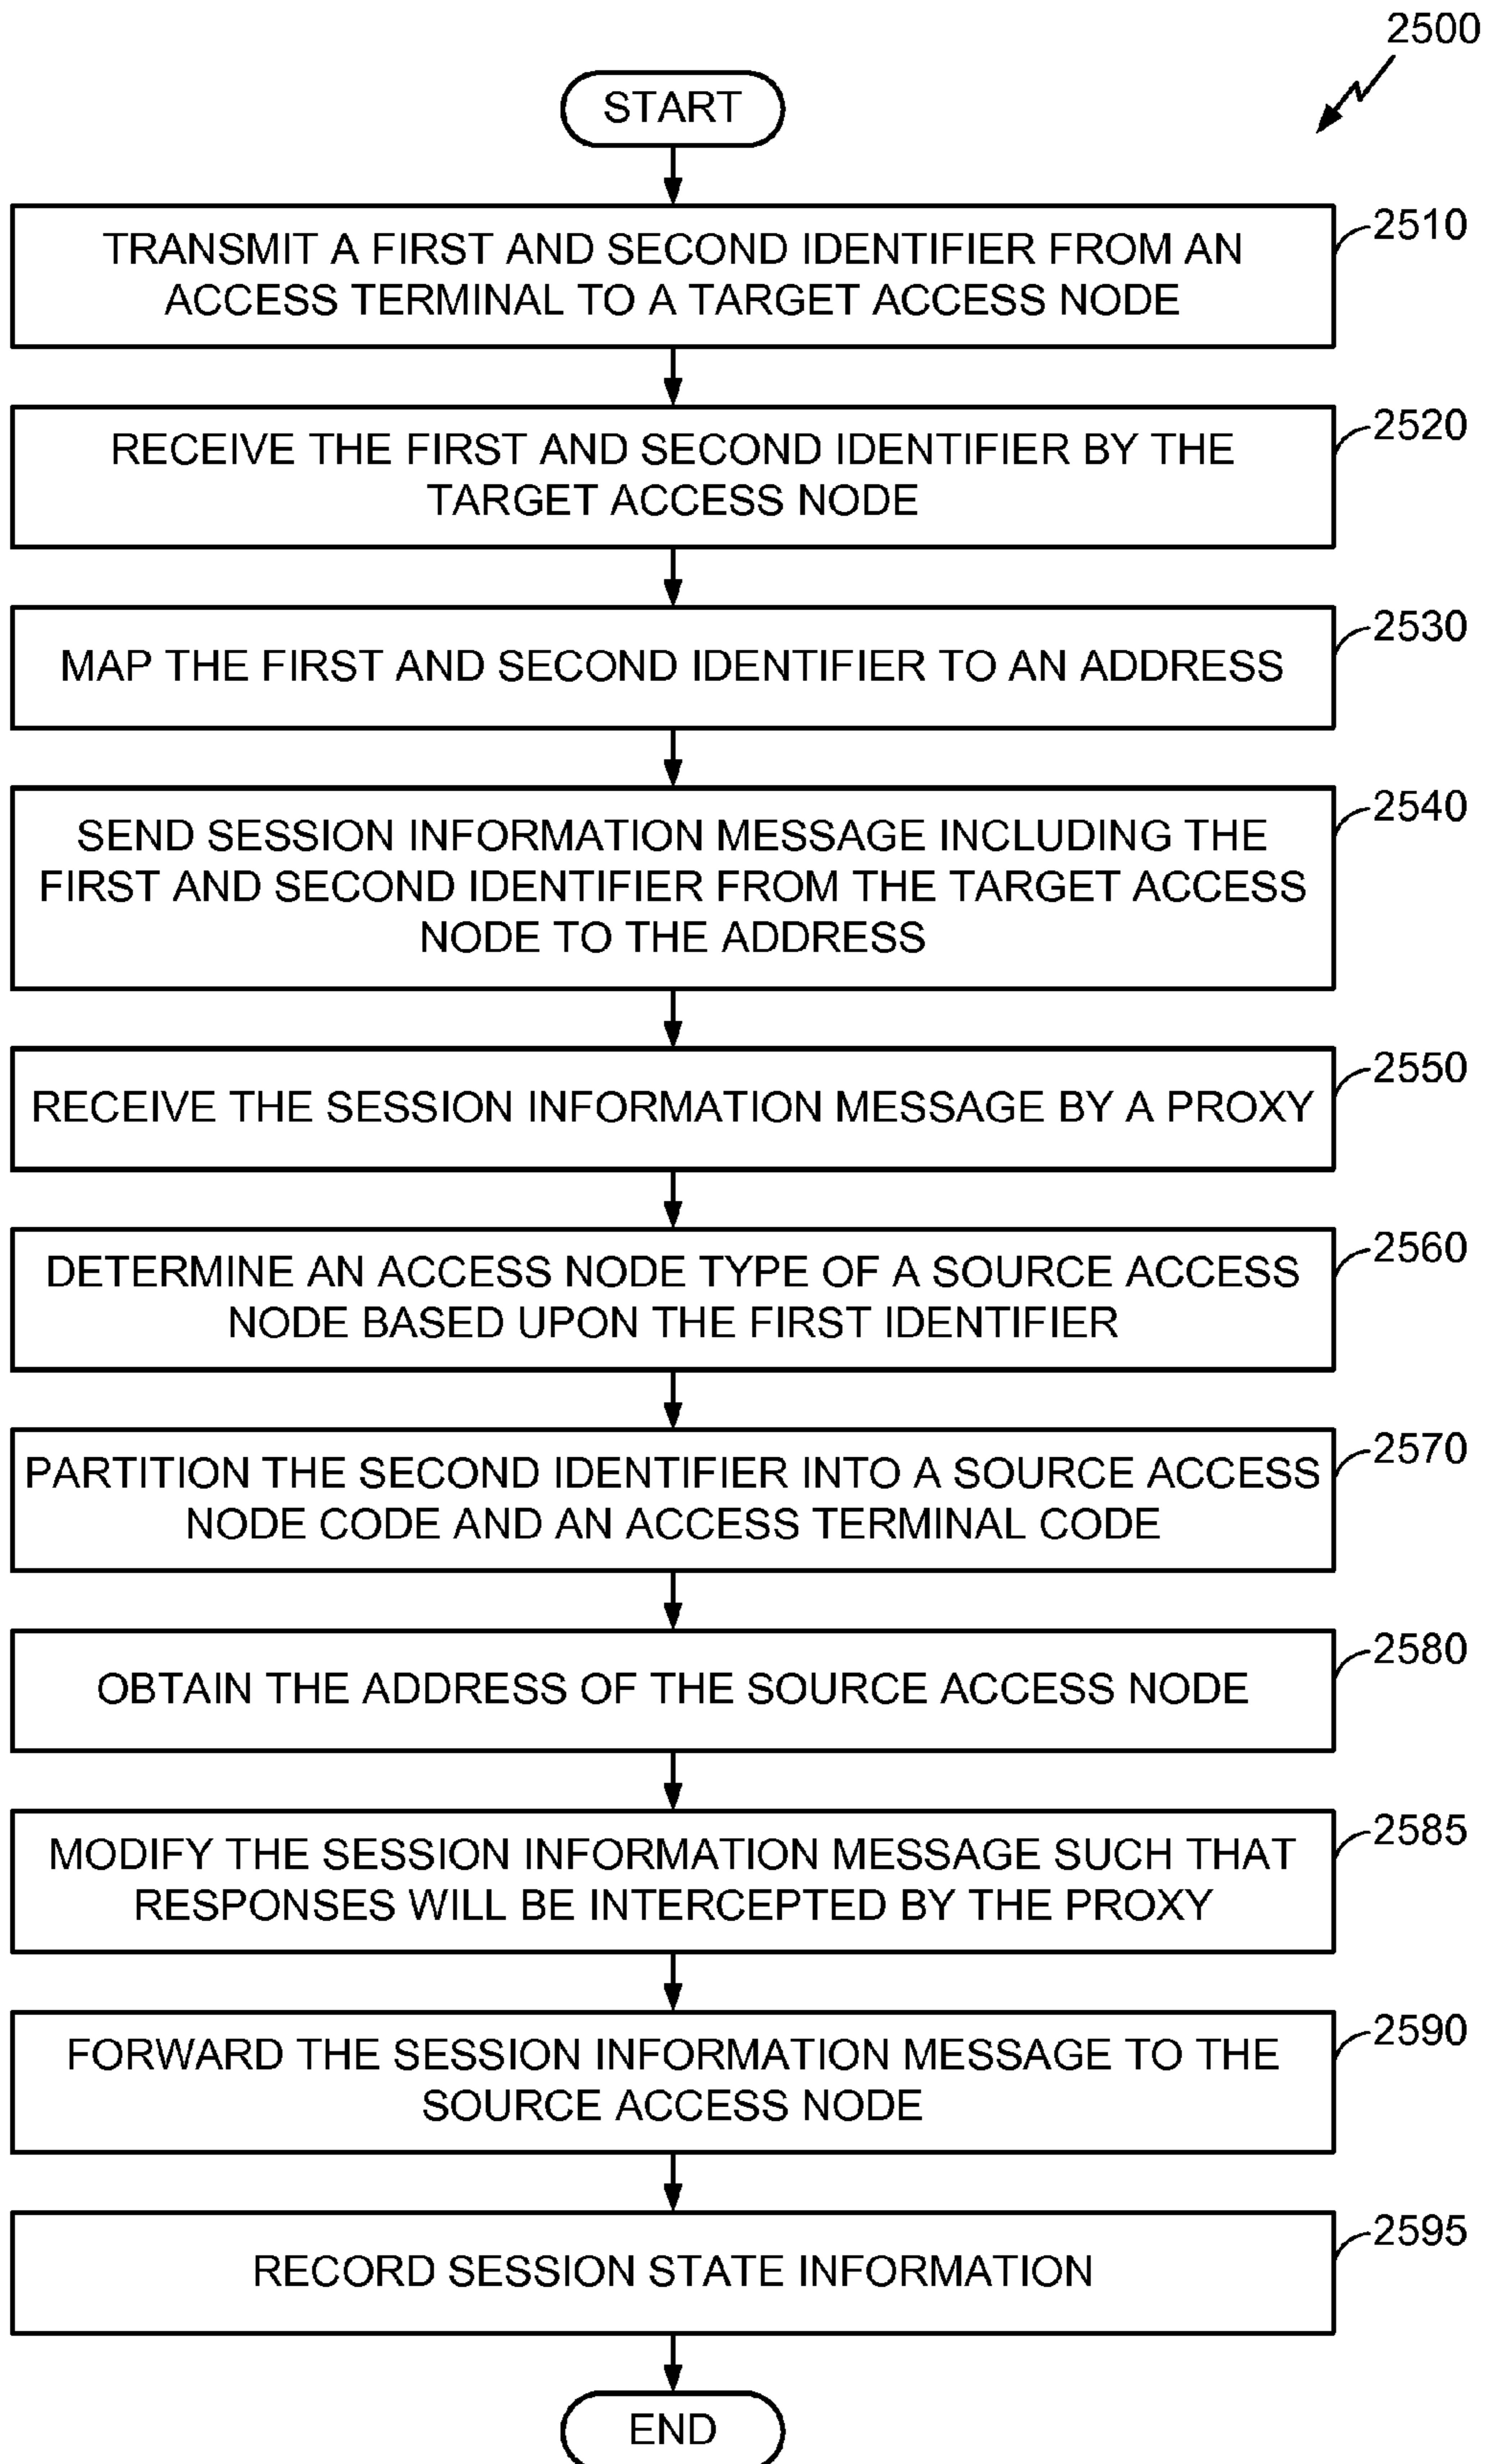 2500
START
2510
TRANSMIT A FIRST AND SECOND IDENTIFIER FROM AN
ACCESS TERMINAL TO A TARGET ACCESS NODE
2520
RECEIVE THE FIRST AND SECOND IDENTIFIER BY THE
TARGET ACCESS NODE
2530
MAP THE FIRST AND SECOND IDENTIFIER TO AN ADDRESS
2540
SEND SESSION INFORMATION MESSAGE INCLUDING THE
FIRST AND SECOND IDENTIFIER FROM THE TARGET ACCESS
NODE TO THE ADDRESS
2550
RECEIVE THE SESSION INFORMATION MESSAGE BY A PROXY
2560
DETERMINE AN ACCESS NODE TYPE OF A SOURCE ACCESS
NODE BASED UPON THE FIRST IDENTIFIER
2570
PARTITION THE SECOND IDENTIFIER INTO A SOURCE ACCESS
NODE CODE AND AN ACCESS TERMINAL CODE
2580
OBTAIN THE ADDRESS OF THE SOURCE ACCESS NODE
2585
MODIFY THE SESSION INFORMATION MESSAGE SUCH THAT
RESPONSES WILL BE INTERCEPTED BY THE PROXY
2590
FORWARD THE SESSION INFORMATION MESSAGE TO THE
SOURCE ACCESS NODE
2595
RECORD SESSION STATE INFORMATION
END